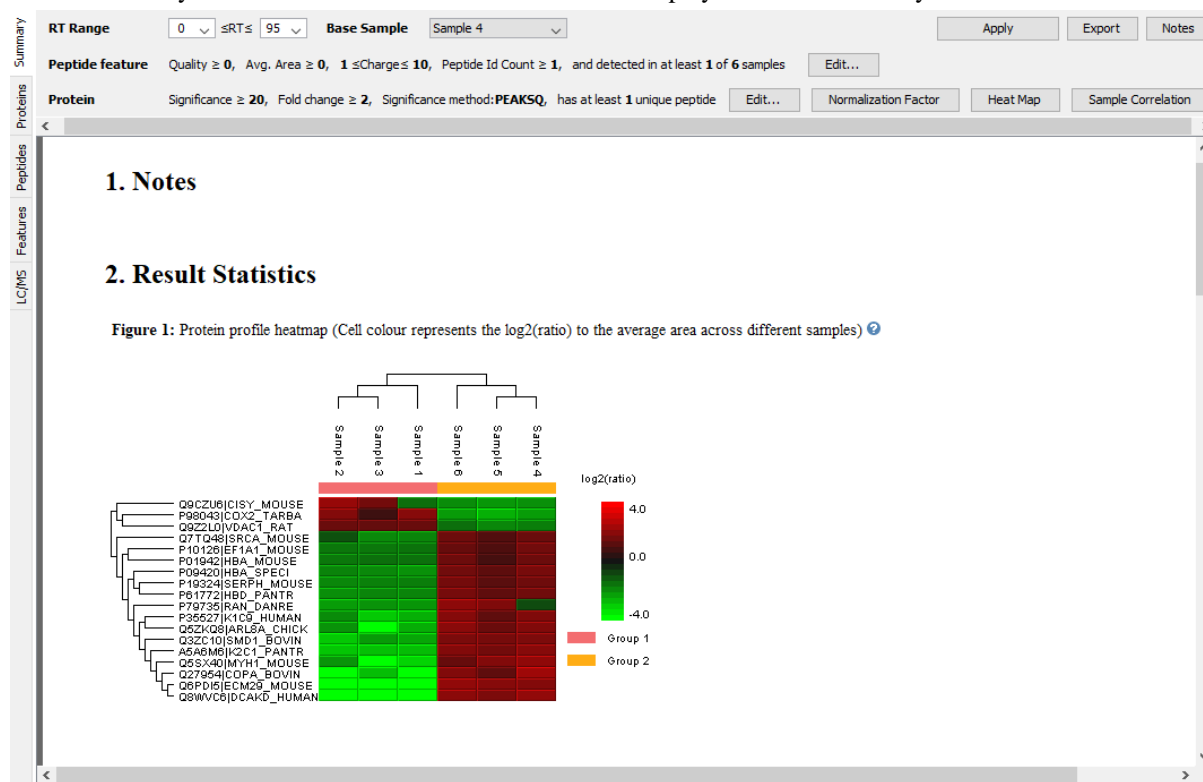 Summary
Proteins
Peptides
Features
LC/MS
RT Range 0 ≤RT≤ 95 Base Sample Sample 4 Apply Export Notes
Peptide feature Quality ≥ 0, Avg. Area ≥ 0, 1 ≤Charge≤ 10, Peptide Id Count ≥ 1, and detected in at least 1 of 6 samples Edit...
Protein Significance ≥ 20, Fold change ≥ 2, Significance method:PEAKSQ, has at least 1 unique peptide Edit... Normalization Factor Heat Map Sample Correlation
1. Notes
2. Result Statistics
Figure 1: Protein profile heatmap (Cell colour represents the log2(ratio) to the average area across different samples)
Sample 2 Sample 3 Sample 1 Sample 6 Sample 5 Sample 4
log2(ratio)
4.0
0.0
-4.0
Group 1
Group 2
Q9CZU6|CISY_MOUSE
P98043|COX2_TARBA
Q9Z2L0|VDAC1_RAT
Q7TQ48|SRCA_MOUSE
P10126|EF1A1_MOUSE
P01942|HBA_MOUSE
P09420|HBA_SPECI
P19324|SERPH_MOUSE
P61772|HBD_PANTR
P79735|RAN_DANRE
P35527|K1C9_HUMAN
Q5ZKQ8|ARL8A_CHICK
Q3ZC10|SMD1_BOVIN
A5A6M6|K2C1_PANTR
Q5SX40|MYH1_MOUSE
Q27954|COPA_BOVIN
Q6PDI5|ECM29_MOUSE
Q8WVC6|DCAKD_HUMAN